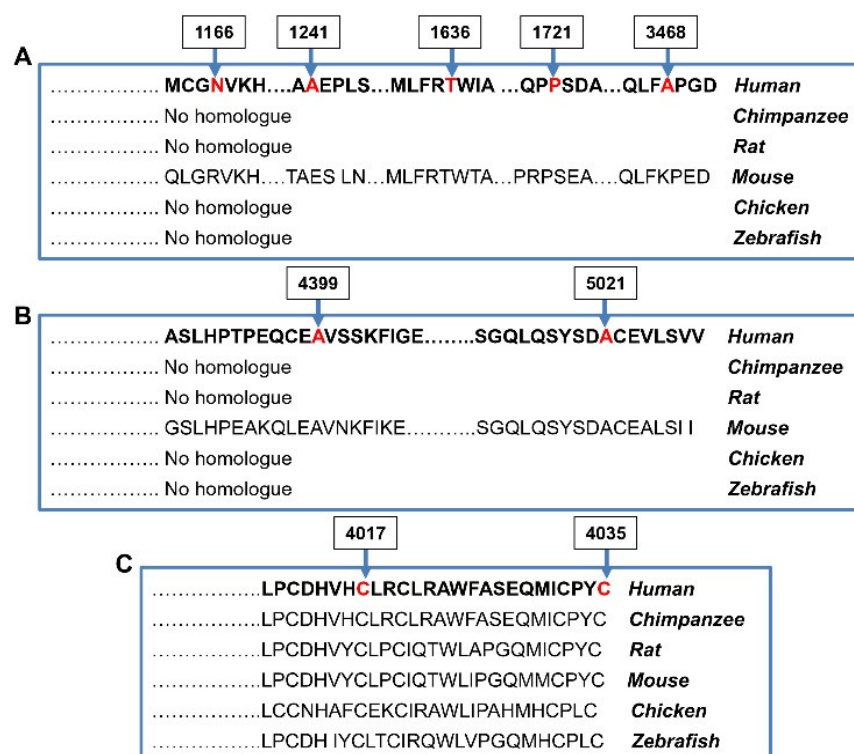 1166 1241 1636 1721 3468
A
……………….. MCGNVKH….AAEPLS…MLFRTWIA …QPPSDA…QLFAPGD Human
……………….. No homologue Chimpanzee
……………….. No homologue Rat
……………….. QLGRVKH….TAES LN…MLFRTWTA…PRPSEA….QLFKPED Mouse
……………….. No homologue Chicken
……………….. No homologue Zebrafish
4399 5021
B
……………….. ASLHPTPEQCEAVSSKFIGE……...SGQLQSYSDACEVLSVV Human
……………….. No homologue Chimpanzee
……………….. No homologue Rat
……………….. GSLHPEAKQLEAVNKFIKE………..SGQLQSYSDACEALSI I Mouse
……………….. No homologue Chicken
……………….. No homologue Zebrafish
4017 4035
C
………………..LPCDHVHCLRCLRAWFASEQMICPYC Human
………………..LPCDHVHCLRCLRAWFASEQMICPYC Chimpanzee
………………..LPCDHVYCLPCIQTWLAPGQMICPYC Rat
………………..LPCDHVYCLPCIQTWLIPGQMMCPYC Mouse
………………..LCCNHAFCEKCIRAWLIPAHMHCPLC Chicken
………………..LPCDH IYCLTCIRQWLVPGQMHCPLC Zebrafish